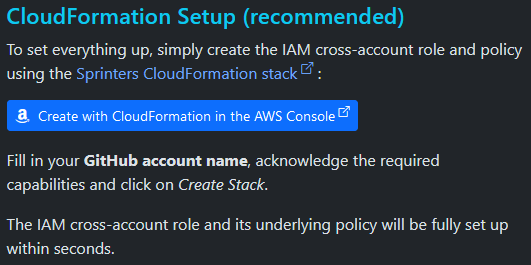 CloudFormation Setup (recommended)
To set everything up, simply create the IAM cross-account role and policy
using the Sprinters CloudFormation stack :
Create with CloudFormation in the AWS Console
Fill in your GitHub account name, acknowledge the required
capabilities and click on Create Stack.
The IAM cross-account role and its underlying policy will be fully set up
within seconds.